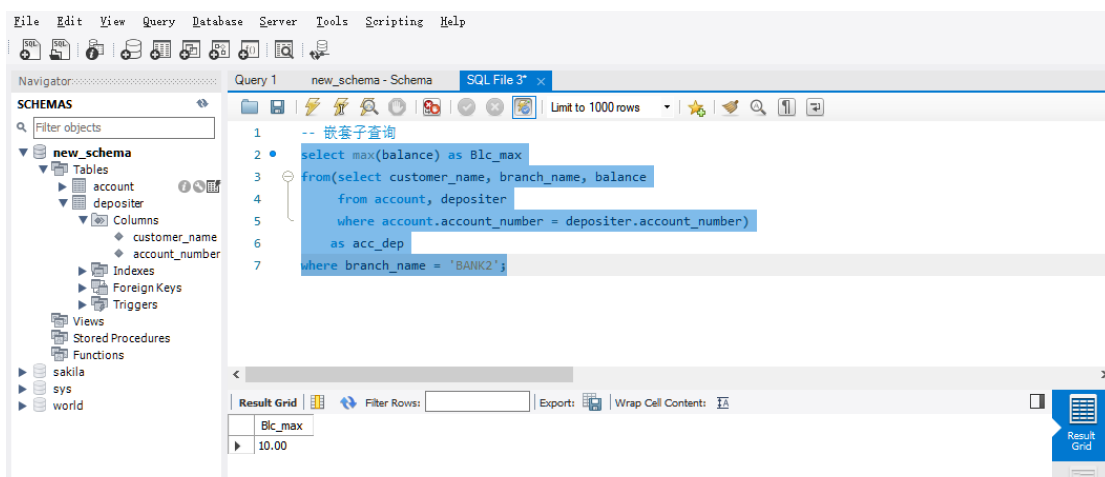 File Edit View Query Database Server Tools Scripting Help
Navigator
Query 1 new_schema - Schema SQL File 3*
SCHEMAS
Limit to 1000 rows
Filter objects
new_schema
Tables
account
depositer
Columns
customer_name
account_number
Indexes
Foreign Keys
Triggers
Views
Stored Procedures
Functions
sakila
sys
world
1 -- 嵌套子查询
2 select max(balance) as Blc_max
3 from(select customer_name, branch_name, balance
4 from account, depositer
5 where account.account_number = depositer.account_number)
6 as acc_dep
7 where branch_name = 'BANK2';
Result Grid Filter Rows: Export: Wrap Cell Content:
Blc_max
10.00
Result
Grid